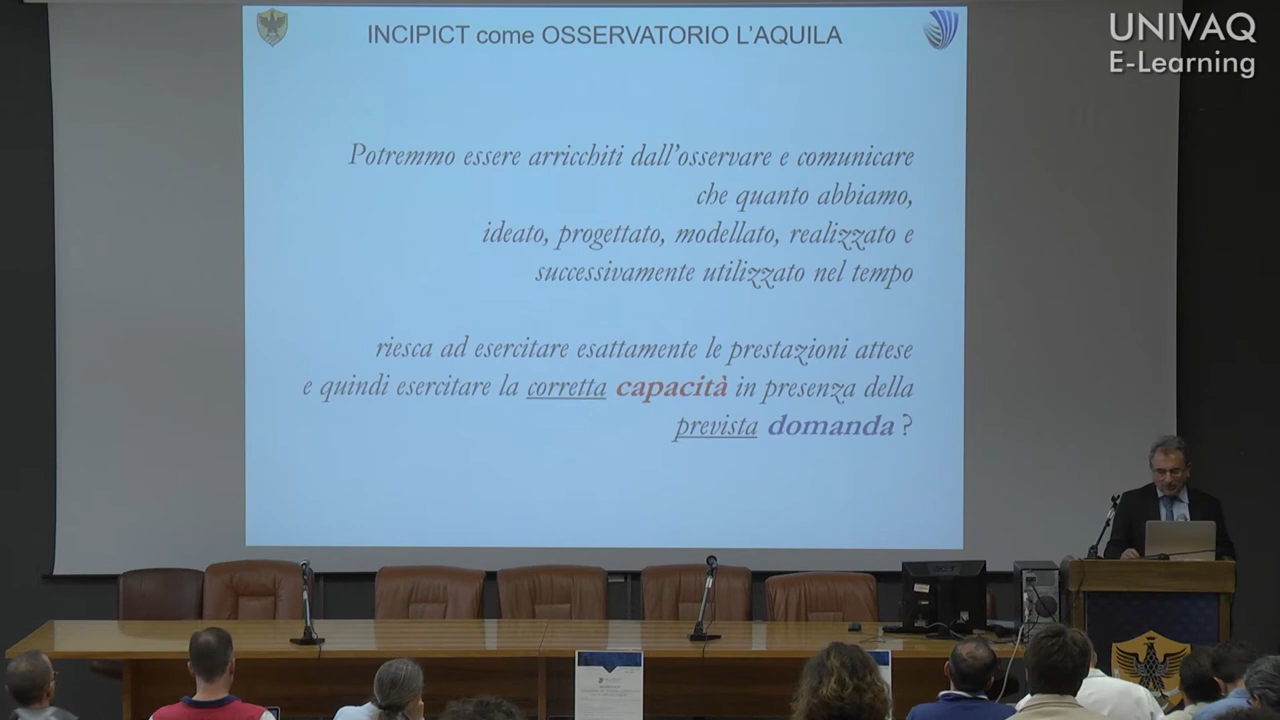 INCIPICT come OSSERVATORIO L'AQUILA
UNIVAQ
E-Learning
Potremmo essere arricchiti dall'osservare e comunicare
che quanto abbiamo,
ideato, progettato, modellato, realizzato e
successivamente utilizzato nel tempo
riesca ad esercitare esattamente le prestazioni attese
e quindi esercitare la corretta capacità in presenza della
prevista domanda ?